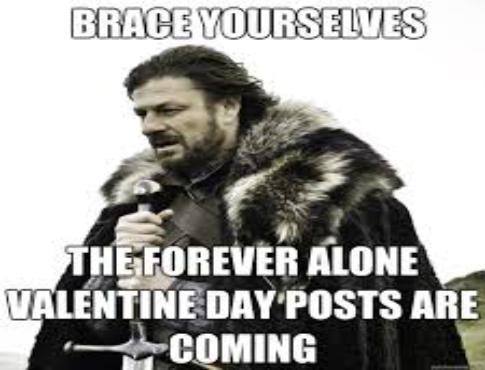 BRACE YOURSELVES
THE FOREVER ALONE
VALENTINE DAY POSTS ARE
COMING